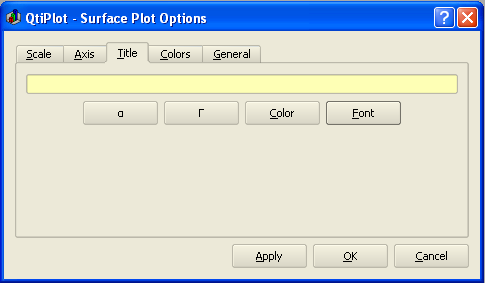 QtiPlot - Surface Plot Options
Scale Axis Title Colors General
α Γ Color Font
Apply OK Cancel